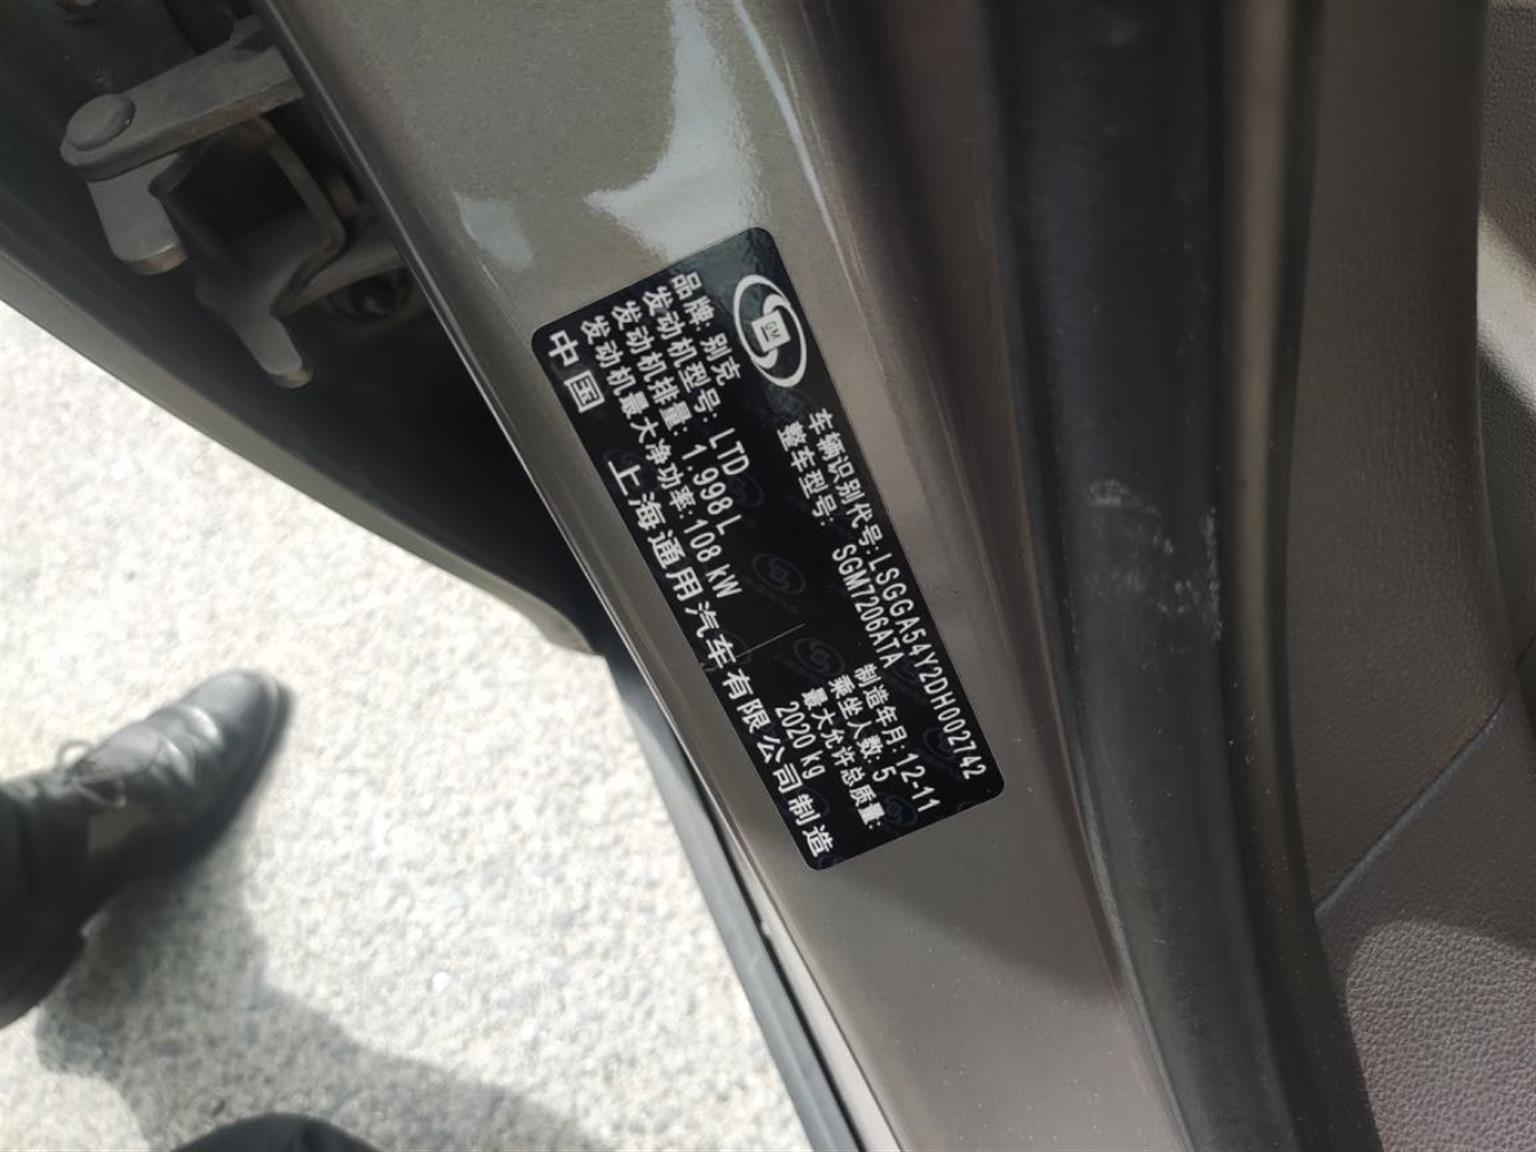 GM
车辆识别代号:LSGGA54Y2DH002742
整车型号: SGM7206ATA
品牌: 别克 制造年月:12-11
发动机型号: LTD 乘坐人数: 5
发动机排量: 1.998L 最大允许总质量:
发动机最大净功率:108 kW 2020 kg
中国 上海通用汽车有限公司制造